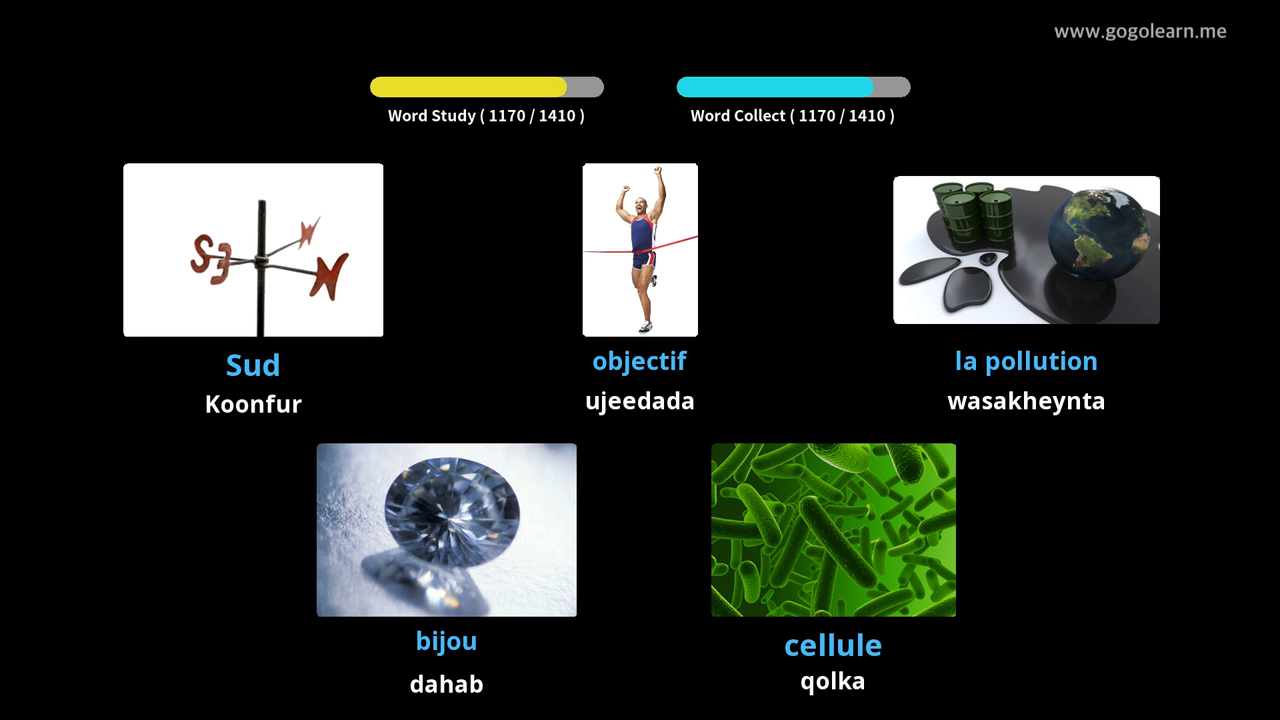 www.gogolearn.me
Word Study ( 1170 / 1410 )
Word Collect ( 1170 / 1410 )
S
E
N
W
Sud
Koonfur
objectif
ujeedada
la pollution
wasakheynta
bijou
dahab
cellule
qolka